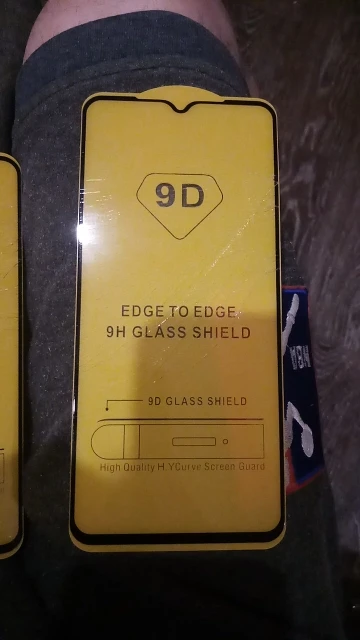 9D
EDGE TO EDGE
9H GLASS SHIELD
9D GLASS SHIELD
High Quality H.YCurve Screen Guard